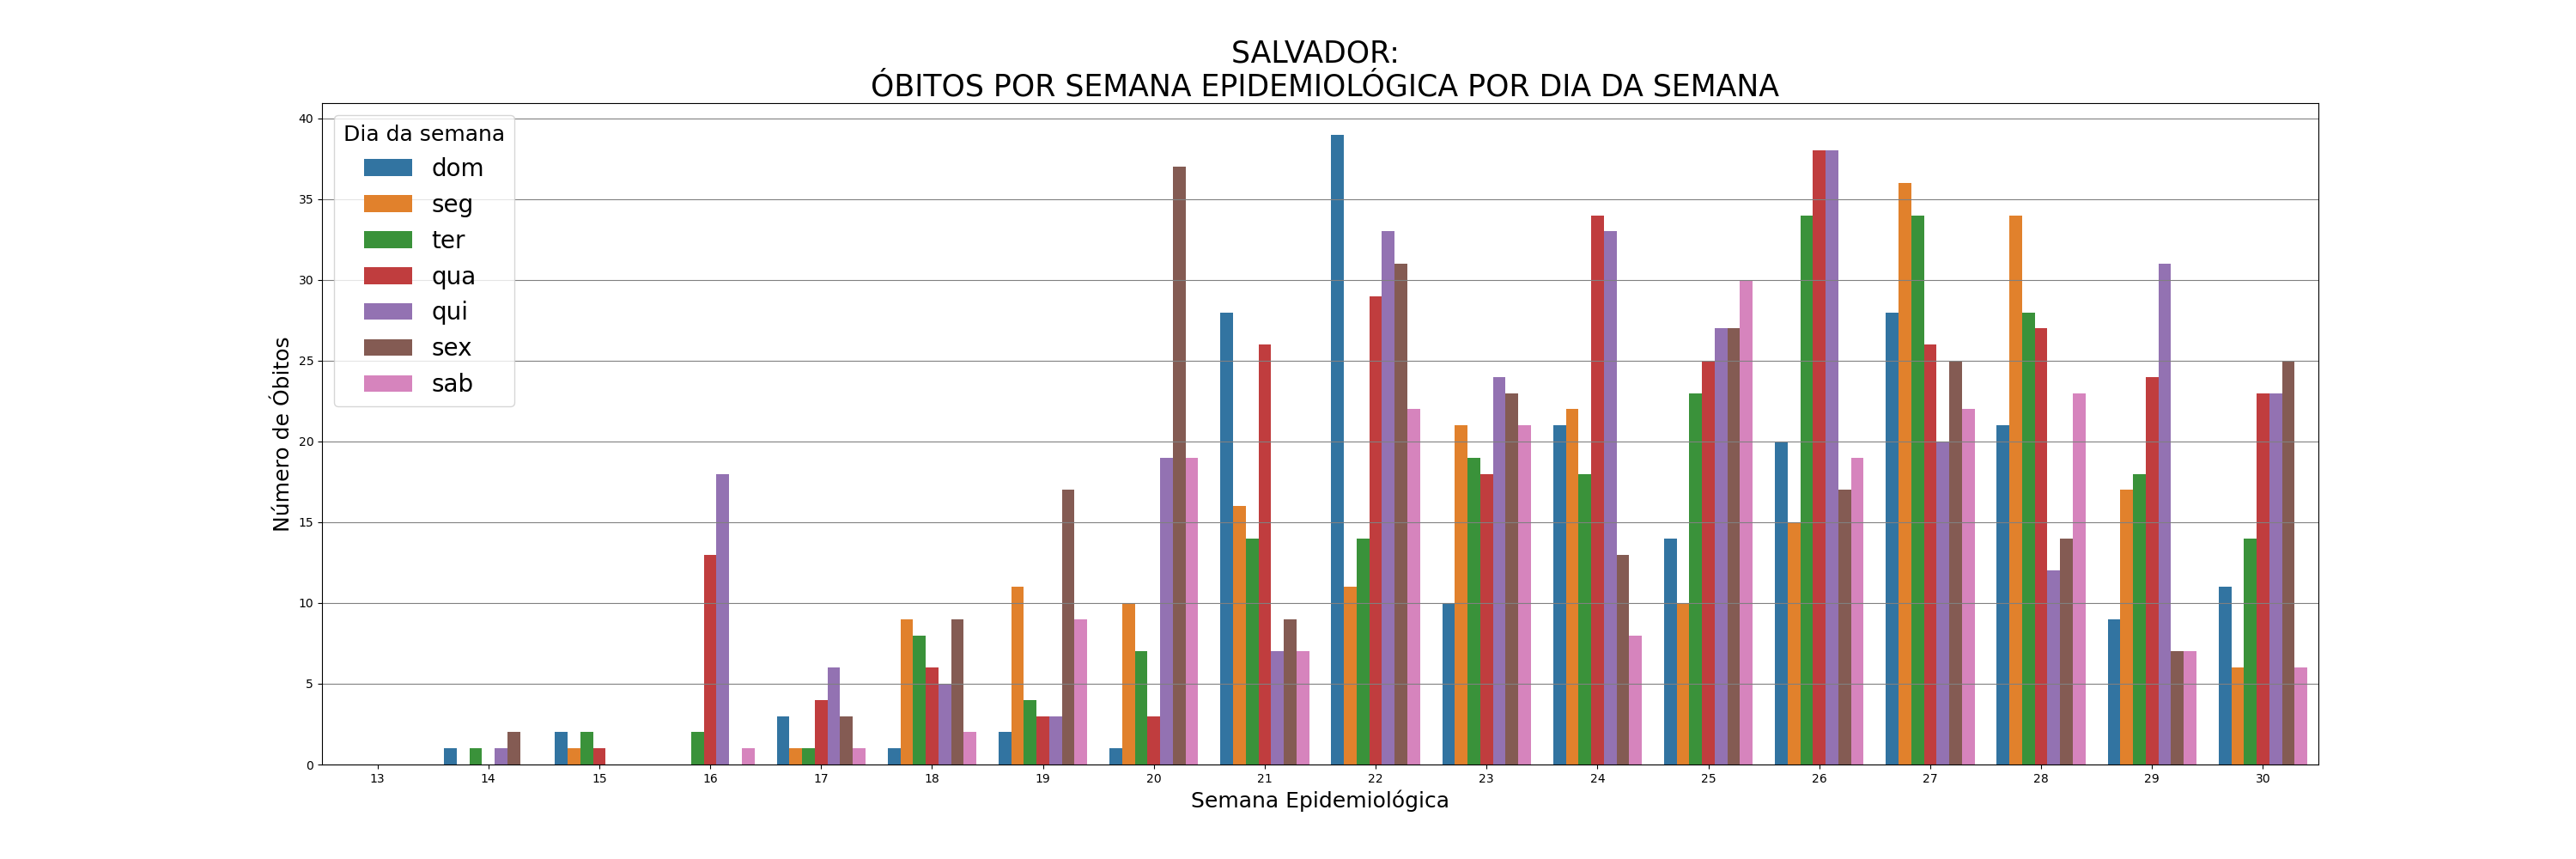 SALVADOR:
ÓBITOS POR SEMANA EPIDEMIOLÓGICA POR DIA DA SEMANA
Dia da semana
dom
seg
ter
qua
qui
sex
sab
Número de Óbitos
40
35
30
25
20
15
10
5
0
13 14 15 16 17 18 19 20 21 22 23 24 25 26 27 28 29 30
Semana Epidemiológica